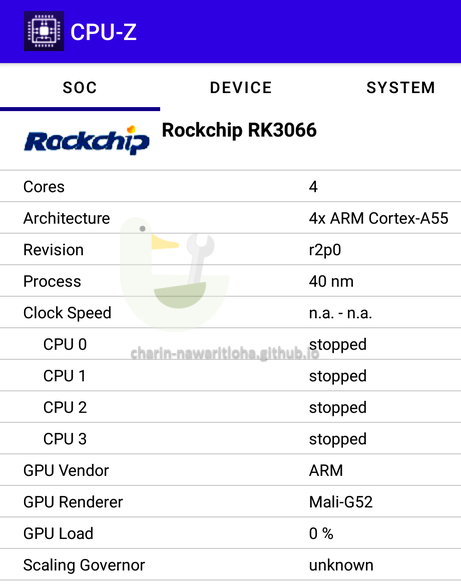 CPU-Z
SOC DEVICE SYSTEM
Rockchip Rockchip RK3066
Cores 4
Architecture 4x ARM Cortex-A55
Revision r2p0
Process 40 nm
Clock Speed n.a. - n.a.
charin-nawaritloha.github.io
CPU 0 stopped
CPU 1 stopped
CPU 2 stopped
CPU 3 stopped
GPU Vendor ARM
GPU Renderer Mali-G52
GPU Load 0 %
Scaling Governor unknown